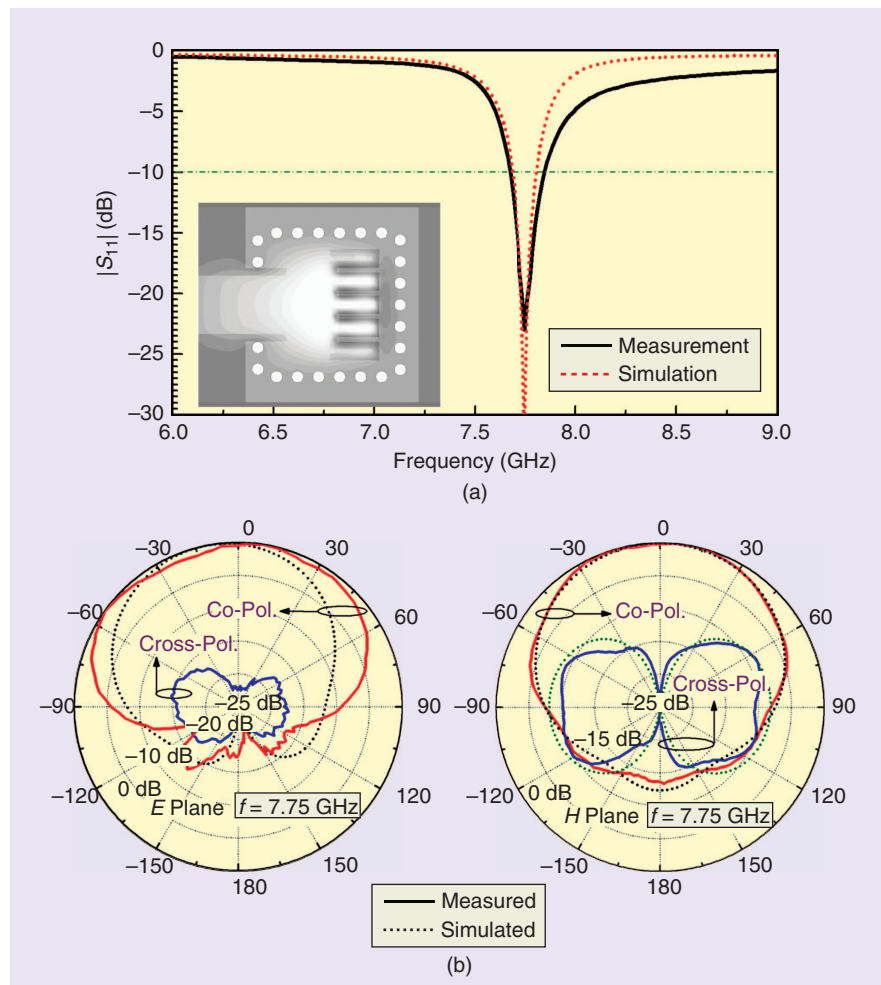 0
–5
–10
–15
–20
–25
–30
|S₁₁| (dB)
Measurement
Simulation
6.0 6.5 7.0 7.5 8.0 8.5 9.0
Frequency (GHz)
(a)
0
–30 30
–60 60
Co-Pol.
Cross-Pol.
–90 90
–25 dB
–20 dB
–10 dB
0 dB
–120 120
E Plane f = 7.75 GHz
–150 150
180
0
–30 30
–60 60
Co-Pol.
Cross-Pol.
–90 90
–25 dB
–15 dB
0 dB
–120 120
H Plane f = 7.75 GHz
–150 150
180
Measured
Simulated
(b)